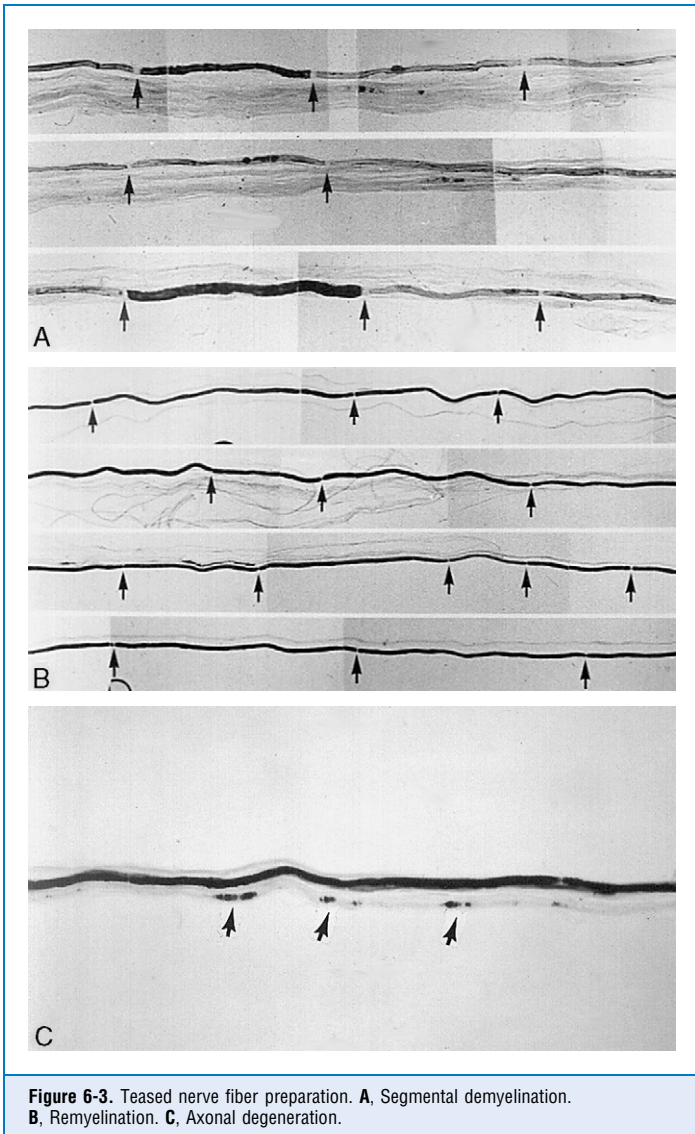 A
B
C
Figure 6-3. Teased nerve fiber preparation. A, Segmental demyelination.
B, Remyelination. C, Axonal degeneration.